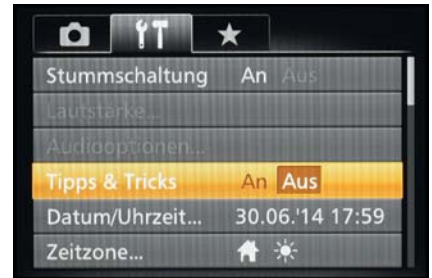 Stummschaltung An Aus
Lautstärke...
Audiooptionen...
Tipps & Tricks An Aus
Datum/Uhrzeit... 30.06.'14 17:59
Zeitzone...